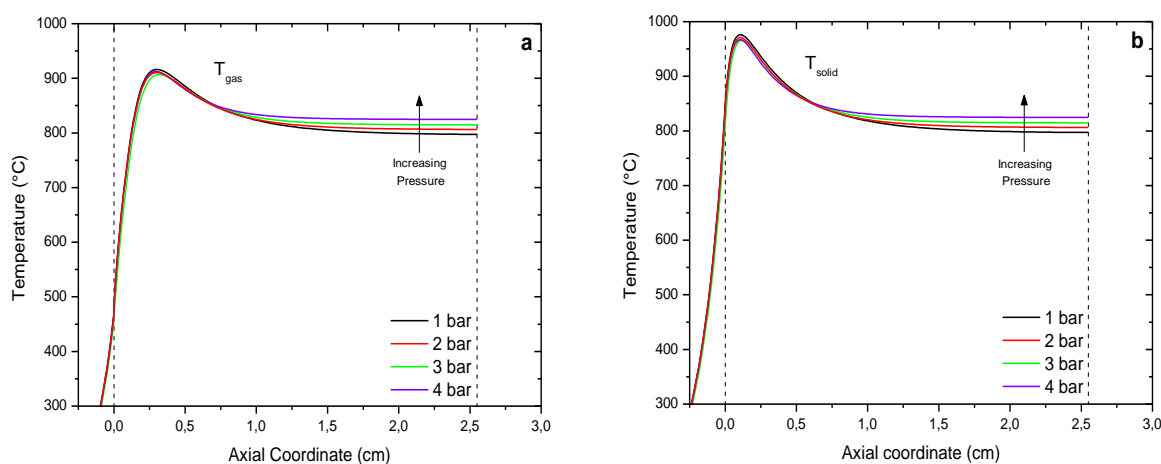 1000
900
800
700
600
500
400
300
Temperature (°C)
a
T gas
Increasing
Pressure
1 bar
2 bar
3 bar
4 bar
0,0 0,5 1,0 1,5 2,0 2,5 3,0
Axial Coordinate (cm)
1000
900
800
700
600
500
400
300
Temperature (°C)
b
T solid
Increasing
Pressure
1 bar
2 bar
3 bar
4 bar
0,0 0,5 1,0 1,5 2,0 2,5 3,0
Axial coordinate (cm)